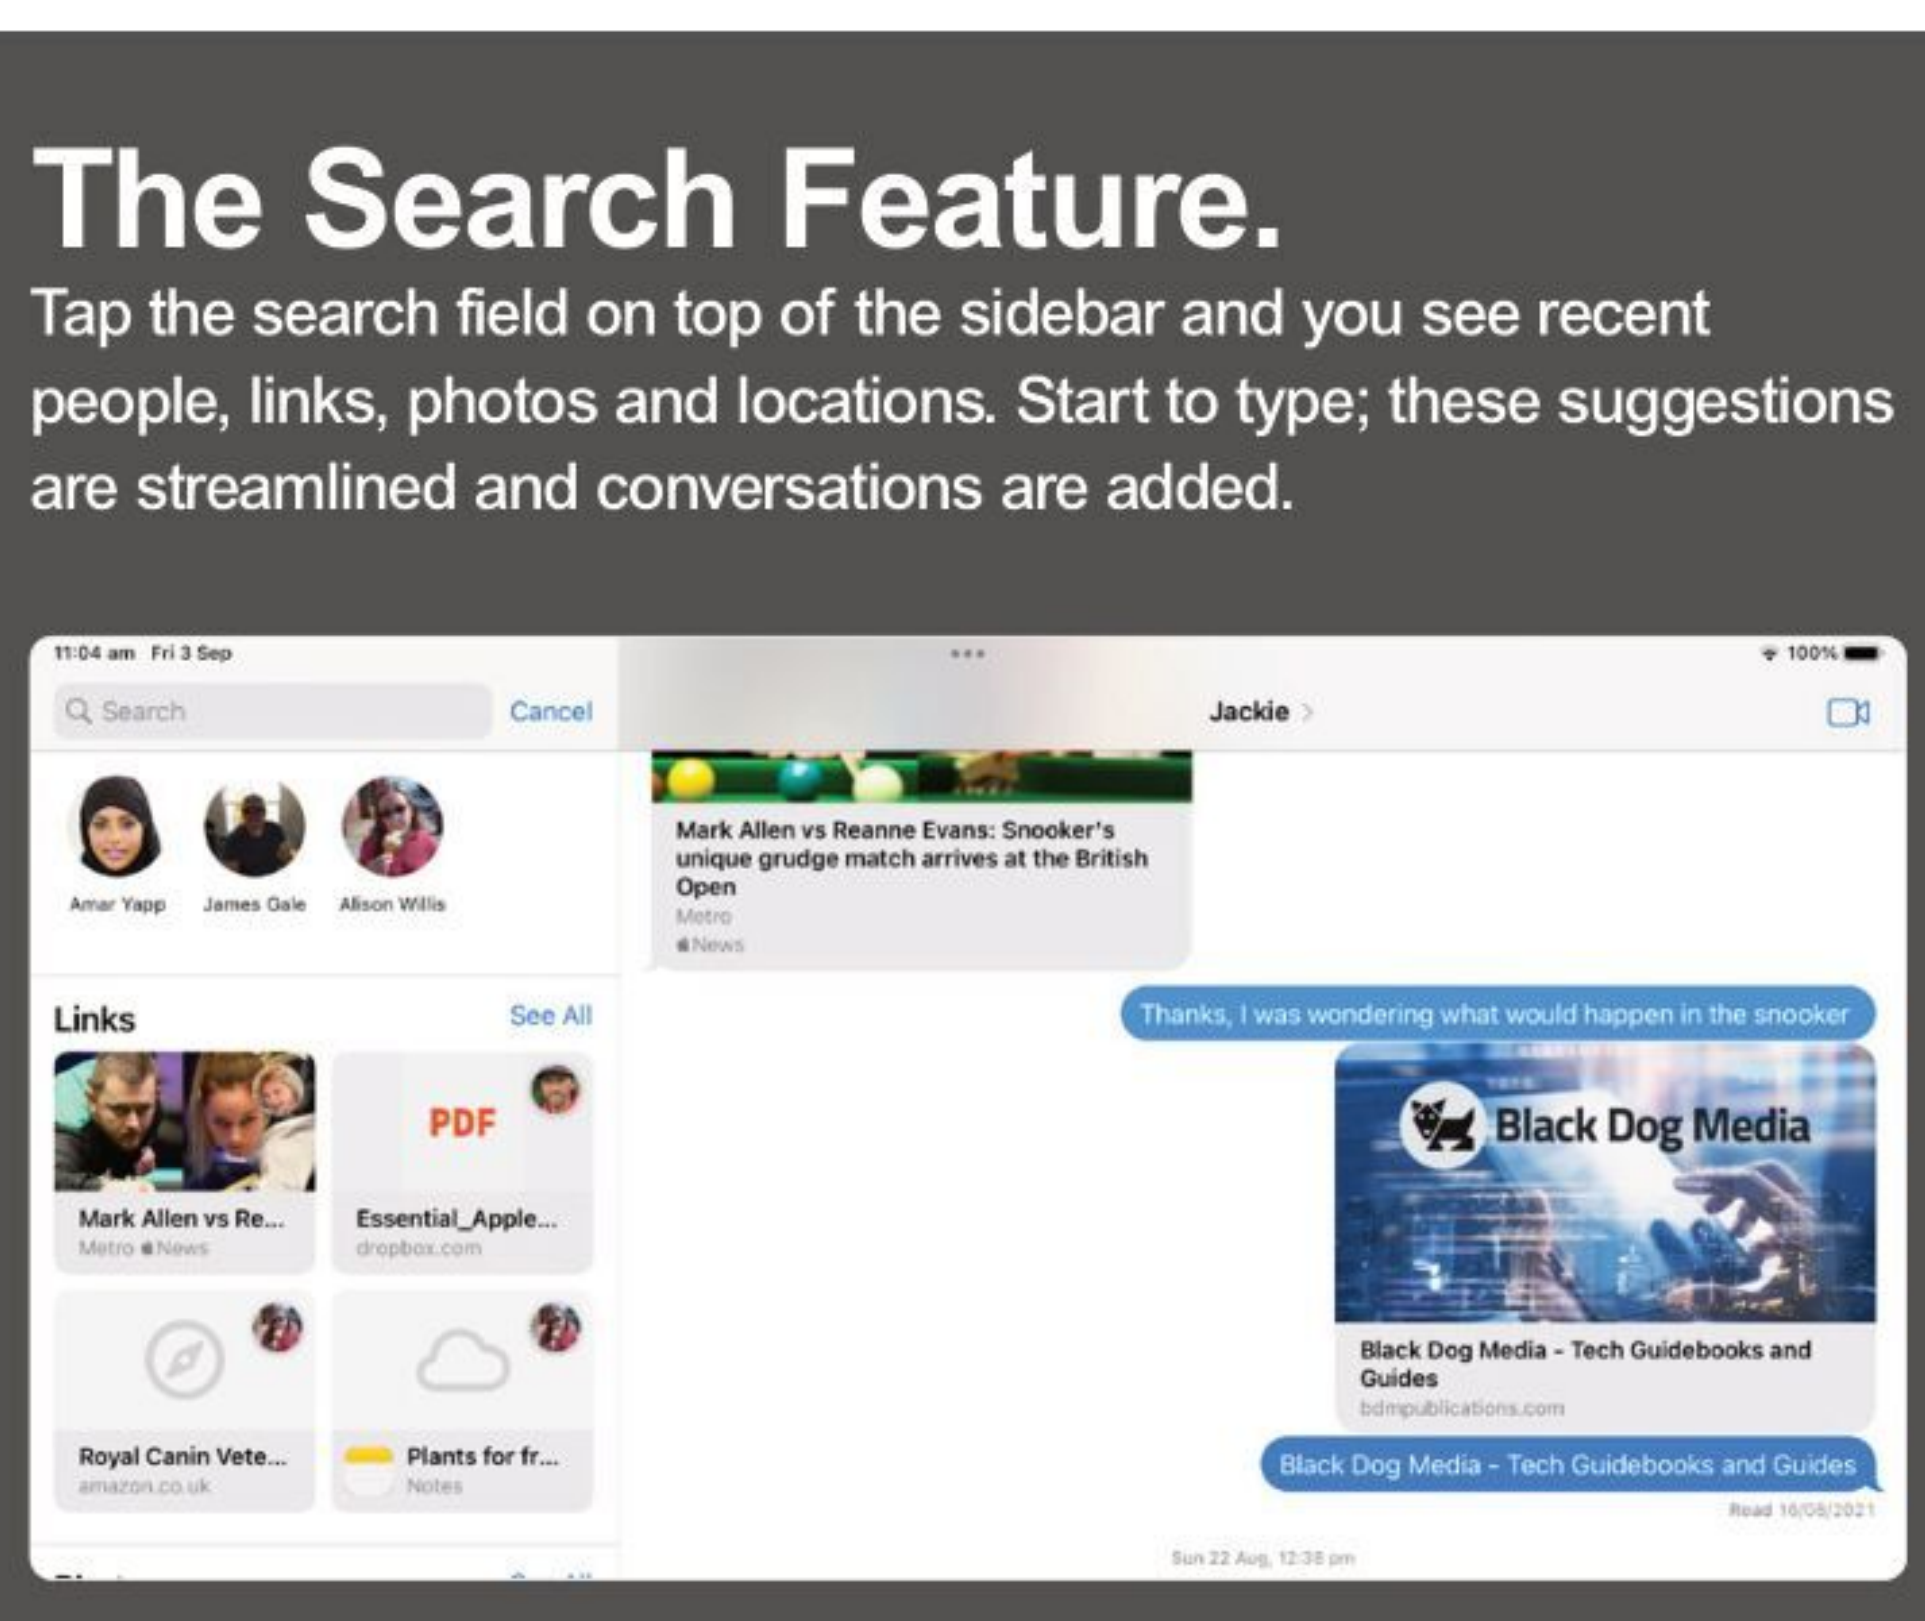 The Search Feature.
Tap the search field on top of the sidebar and you see recent
people, links, photos and locations. Start to type; these suggestions
are streamlined and conversations are added.
11:04 am Fri 3 Sep
100%
Search
Cancel
Jackie
Amar Yapp
James Gale
Alison Willis
Links
See All
Mark Allen vs Re...
Metro News
PDF
Essential_Apple...
dropbox.com
Royal Canin Vete...
amazon.co.uk
Plants for fr...
Notes
Mark Allen vs Reanne Evans: Snooker's
unique grudge match arrives at the British
Open
Metro
News
Thanks, I was wondering what would happen in the snooker
Black Dog Media
Black Dog Media - Tech Guidebooks and
Guides
bdmpublications.com
Black Dog Media - Tech Guidebooks and Guides
Read 16/08/2021
Sun 22 Aug, 12:38 pm